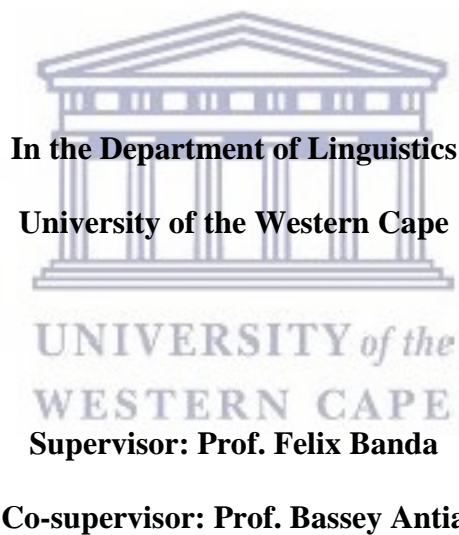 In the Department of Linguistics
University of the Western Cape
UNIVERSITY of the
WESTERN CAPE
Supervisor: Prof. Felix Banda
Co-supervisor: Prof. Bassey Antia